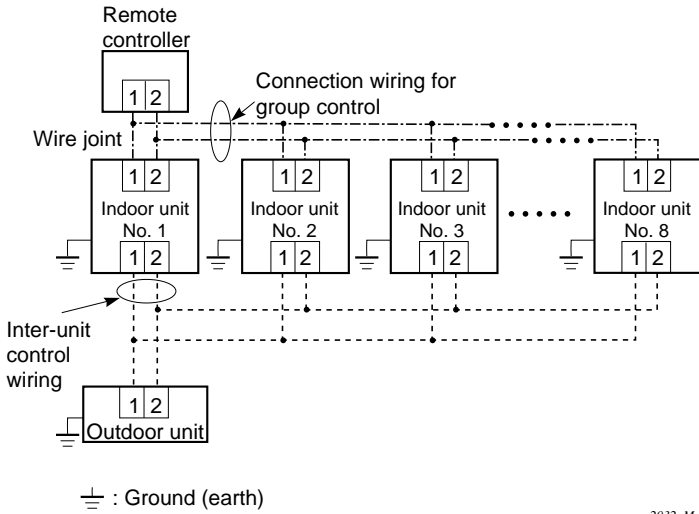 Remote
controller
1 2
Connection wiring for
group control
Wire joint
1 2
1 2
1 2
1 2
Indoor unit
No. 1
Indoor unit
No. 2
Indoor unit
No. 3
Indoor unit
No. 8
1 2
1 2
1 2
1 2
Inter-unit
control
wiring
1 2
Outdoor unit
: Ground (earth)